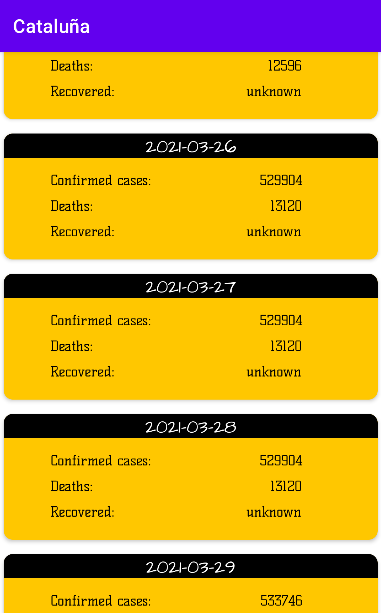 Cataluña
Deaths: 12596
Recovered: unknown
2021-03-26
Confirmed cases: 529904
Deaths: 13120
Recovered: unknown
2021-03-27
Confirmed cases: 529904
Deaths: 13120
Recovered: unknown
2021-03-28
Confirmed cases: 529904
Deaths: 13120
Recovered: unknown
2021-03-29
Confirmed cases: 533746